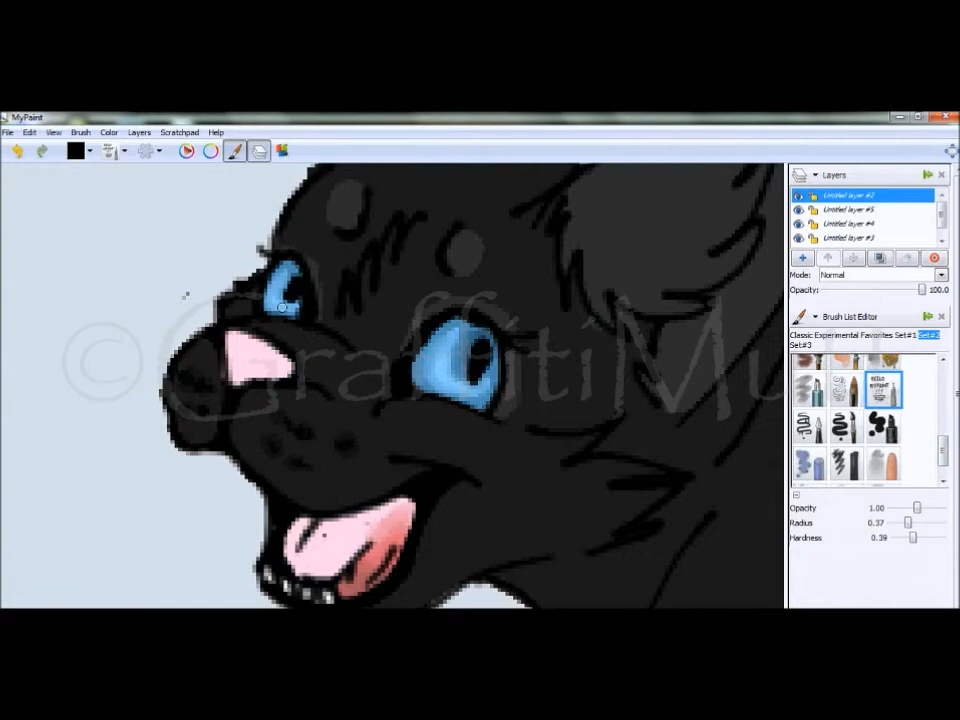 MyPaint
File Edit View Brush Color Layers Scratchpad Help
Layers
Untitled layer #2
Untitled layer #5
Untitled layer #4
Untitled layer #3
Mode: Normal
Opacity: 100.0
Brush List Editor
Classic Experimental Favorites Set#1 Set#2
Set#3
Opacity 1.00
Radius 0.37
Hardness 0.39